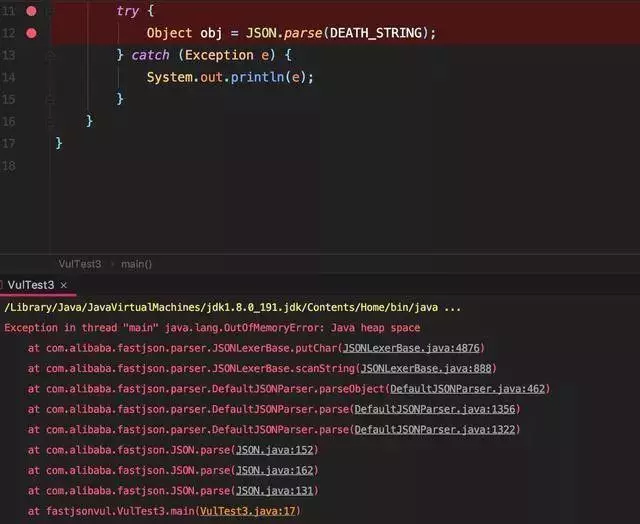 11 try {
12 Object obj = JSON.parse(DEATH_STRING);
13 } catch (Exception e) {
14 System.out.println(e);
15 }
16 }
17 }
18
VulTest3 › main()
VulTest3 ×
/Library/Java/JavaVirtualMachines/jdk1.8.0_191.jdk/Contents/Home/bin/java ...
Exception in thread "main" java.lang.OutOfMemoryError: Java heap space
at com.alibaba.fastjson.parser.JSONLexerBase.putChar(JSONLexerBase.java:4876)
at com.alibaba.fastjson.parser.JSONLexerBase.scanString(JSONLexerBase.java:888)
at com.alibaba.fastjson.parser.DefaultJSONParser.parseObject(DefaultJSONParser.java:462)
at com.alibaba.fastjson.parser.DefaultJSONParser.parse(DefaultJSONParser.java:1356)
at com.alibaba.fastjson.parser.DefaultJSONParser.parse(DefaultJSONParser.java:1322)
at com.alibaba.fastjson.JSON.parse(JSON.java:152)
at com.alibaba.fastjson.JSON.parse(JSON.java:162)
at com.alibaba.fastjson.JSON.parse(JSON.java:131)
at fastjsonvul.VulTest3.main(VulTest3.java:17)